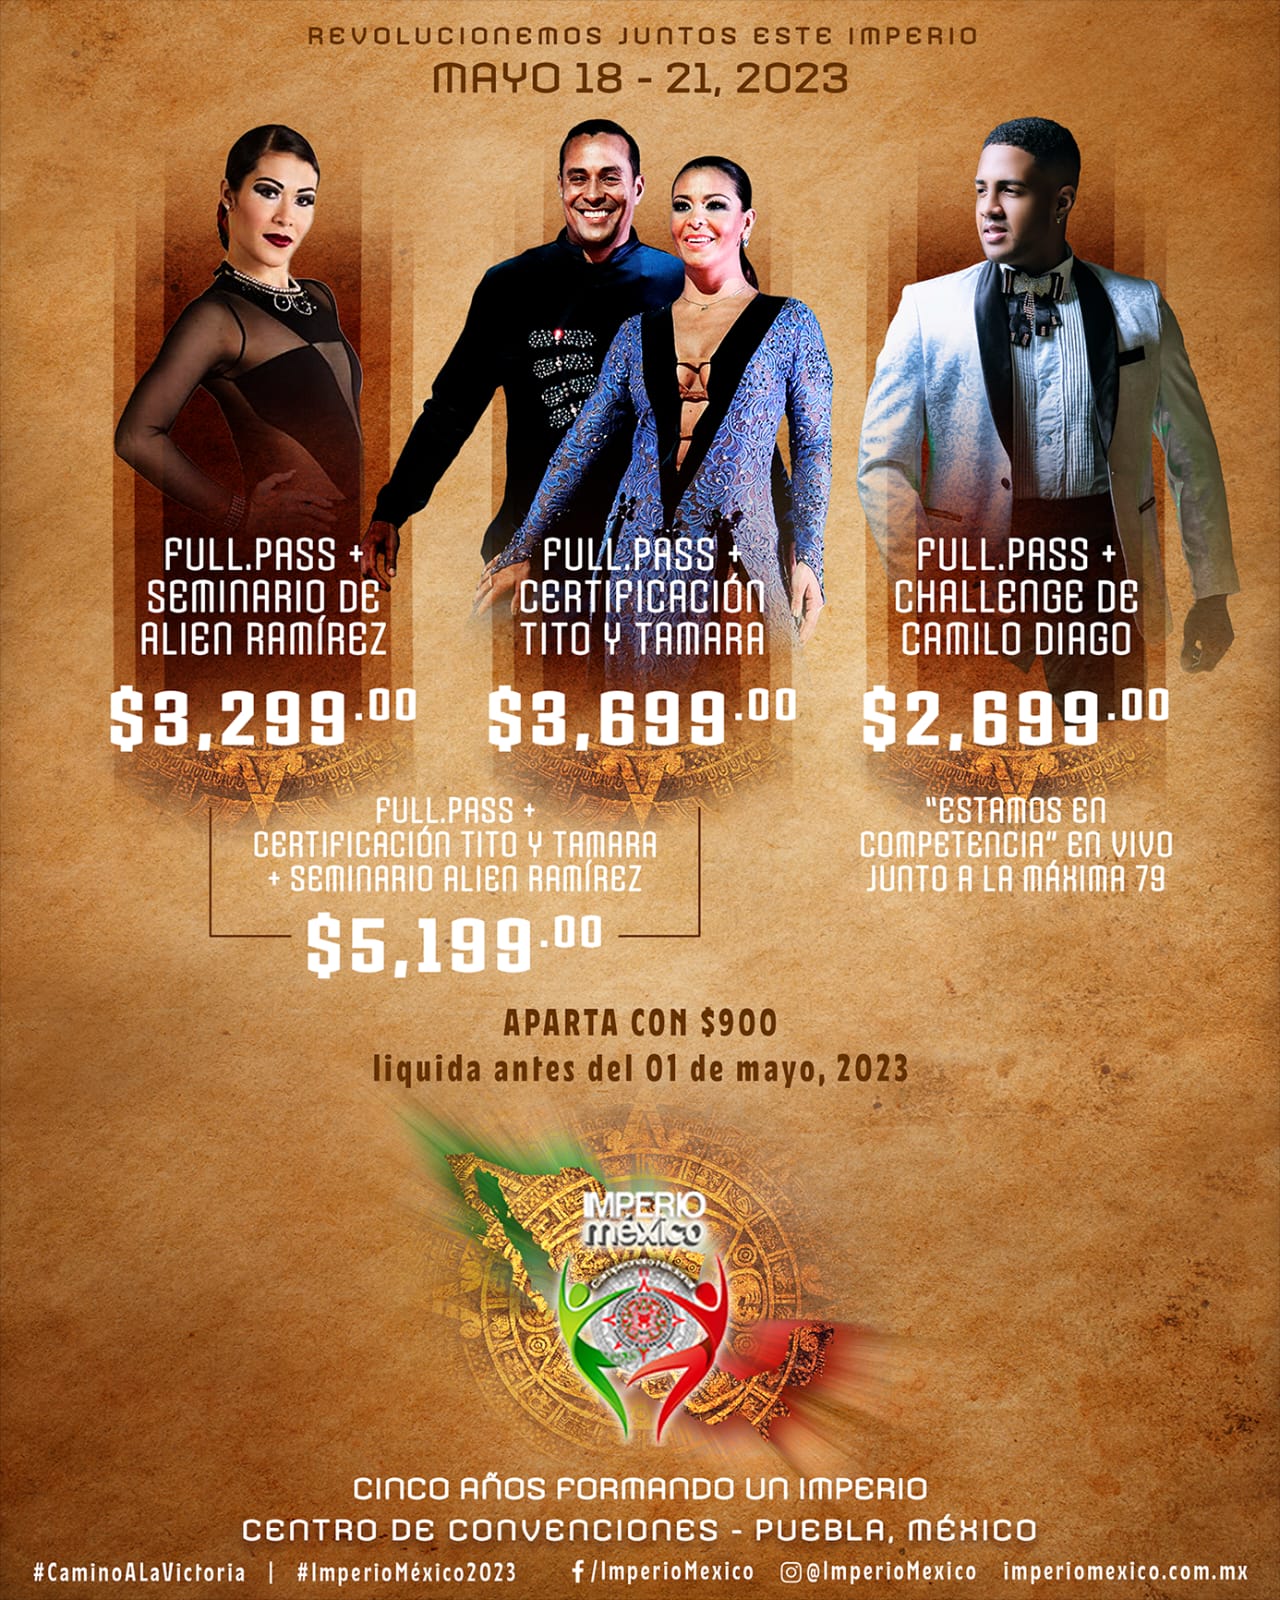 REVOLUCIONEMOS JUNTOS ESTE IMPERIO
MAYO 18 - 21, 2023
FULL.PASS +
SEMINARIO DE
ALIEN RAMÍREZ
$3,299.00
FULL.PASS +
CERTIFICACIÓN
TITO Y TAMARA
$3,699.00
FULL.PASS +
CHALLENGE DE
CAMILO DIAGO
$2,699.00
FULL.PASS +
CERTIFICACIÓN TITO Y TAMARA
+ SEMINARIO ALIEN RAMÍREZ
$5,199.00
“ESTAMOS EN
COMPETENCIA” EN VIVO
JUNTO A LA MÁXIMA 79
APARTA CON $900
liquida antes del 01 de mayo, 2023
IMPERIO
méxico
CINCO AÑOS FORMANDO UN IMPERIO
CENTRO DE CONVENCIONES - PUEBLA, MÉXICO
#CaminoALaVictoria | #ImperioMéxico2023 f/ImperioMexico @ImperioMexico imperiomexico.com.mx